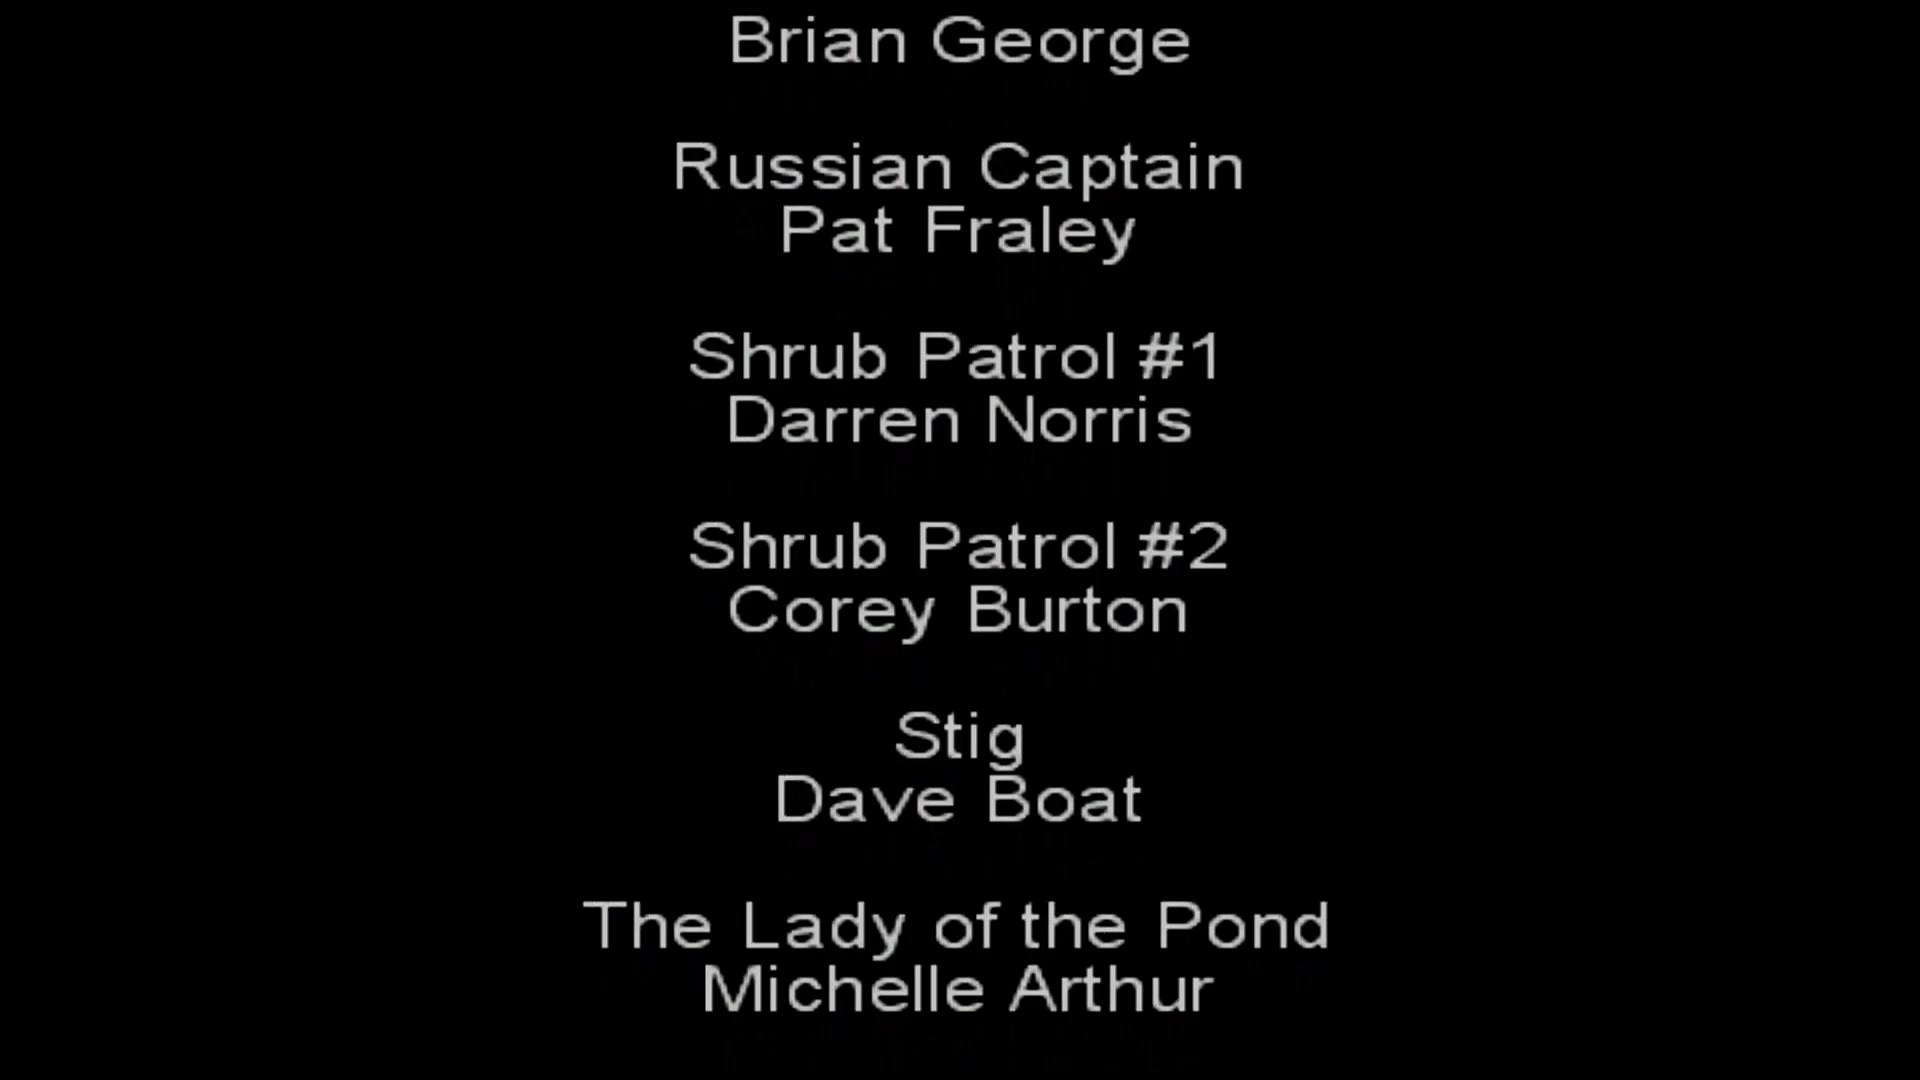 Brian George
Russian Captain
Pat Fraley
Shrub Patrol #1
Darren Norris
Shrub Patrol #2
Corey Burton
Stig
Dave Boat
The Lady of the Pond
Michelle Arthur